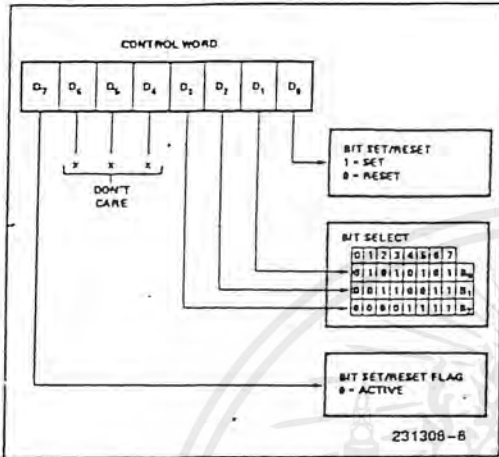 CONTROL WORD
D7 D6 D5 D4 D3 D2 D1 D0
X X X
DON'T
CARE
BIT SET/RESET
1 = SET
0 = RESET
BIT SELECT
0 1 2 3 4 5 6 7
0 1 0 1 0 1 0 1 B0
0 0 1 1 0 0 1 1 B1
0 0 0 0 1 1 1 1 B2
BIT SET/RESET FLAG
0 = ACTIVE
231308-6